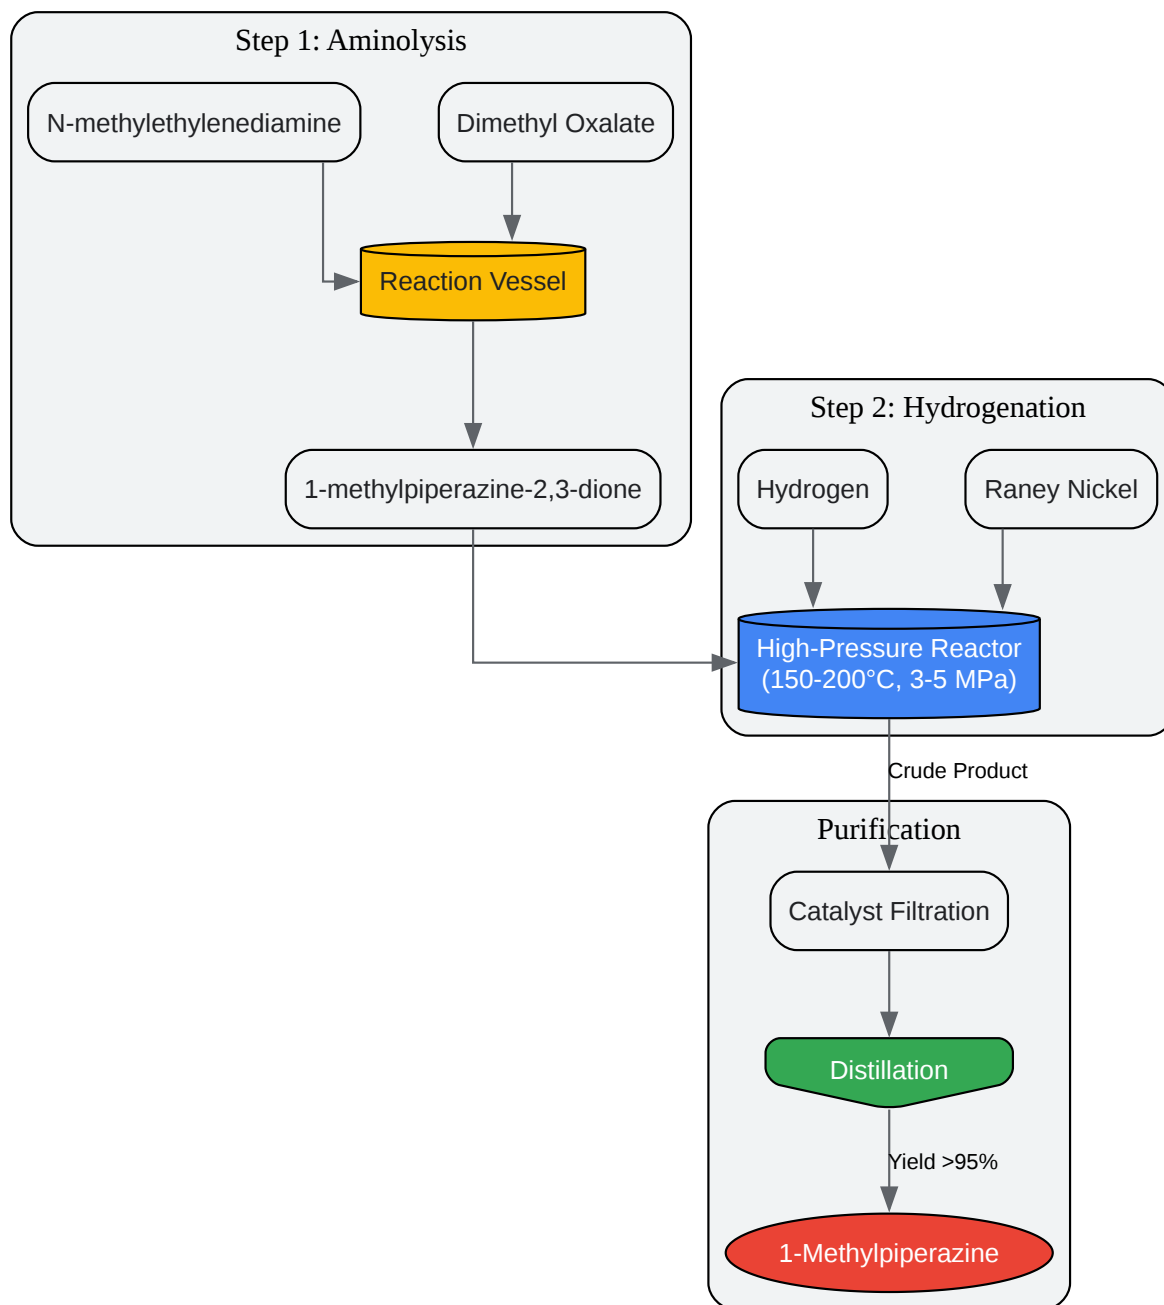 Step 1: Aminolysis
N-methylethylenediamine
Dimethyl Oxalate
Reaction Vessel
1-methylpiperazine-2,3-dione
Step 2: Hydrogenation
Hydrogen
Raney Nickel
High-Pressure Reactor
(150-200°C, 3-5 MPa)
Crude Product
Purification
Catalyst Filtration
Distillation
Yield >95%
1-Methylpiperazine